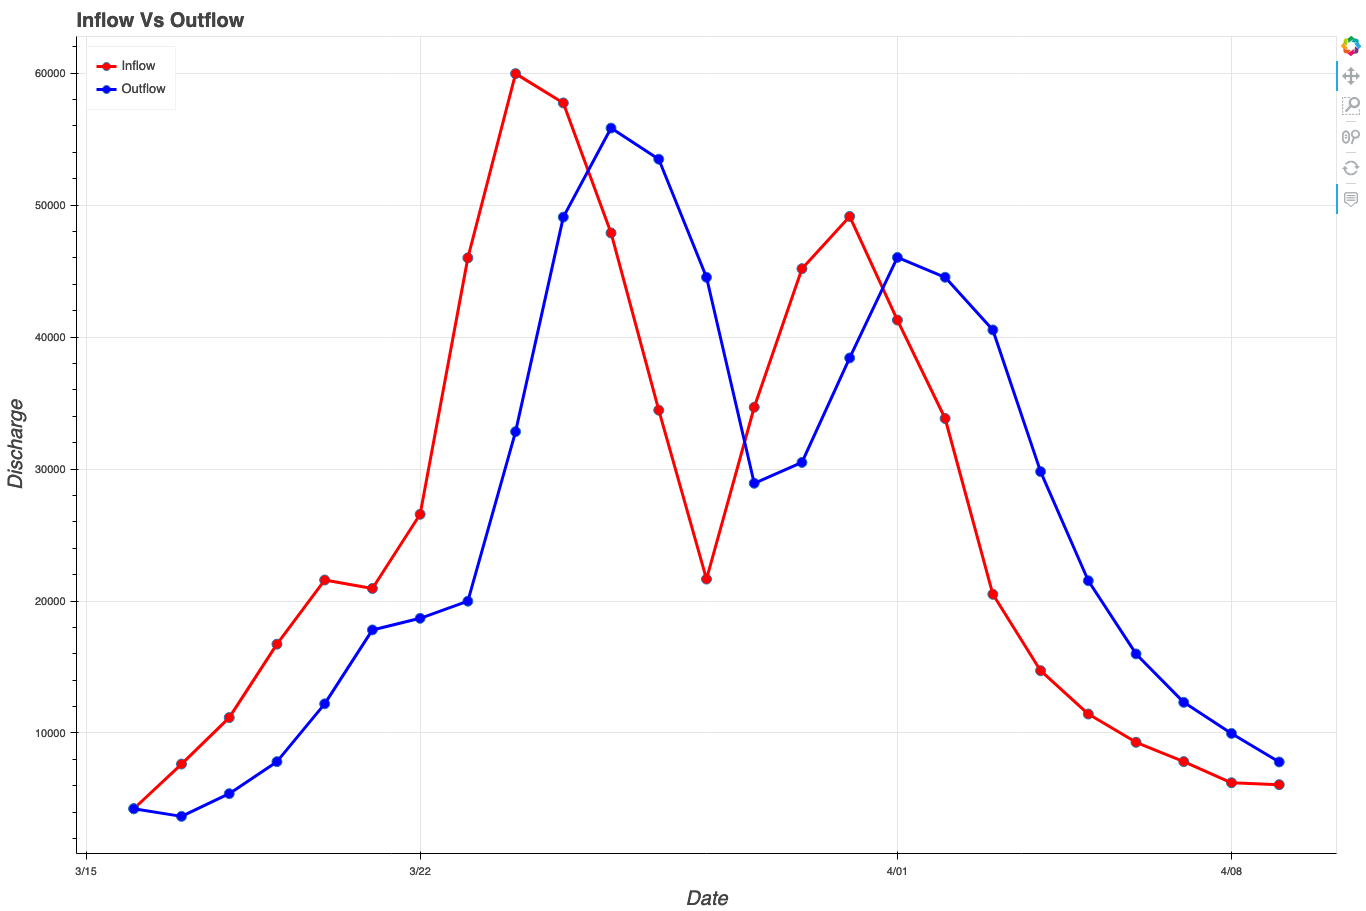 Inflow Vs Outflow
Inflow
Outflow
60000
50000
40000
30000
20000
10000
Discharge
3/15
3/22
4/01
4/08
Date